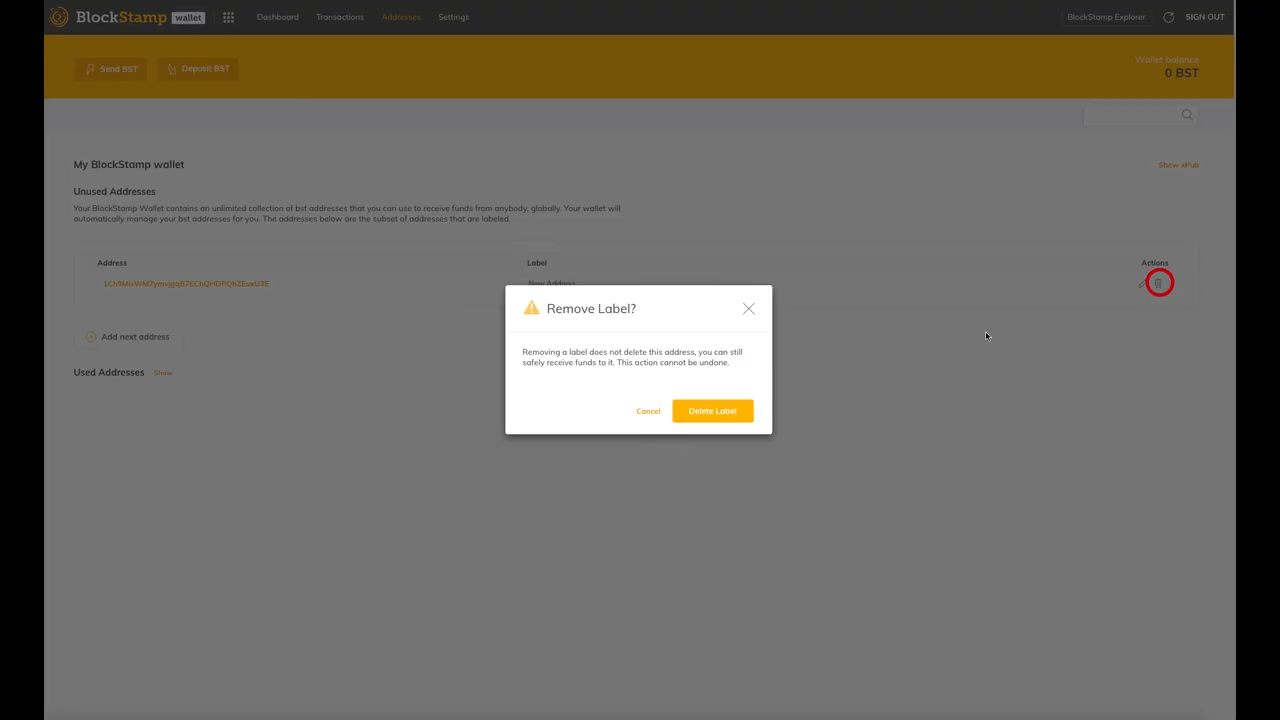 BlockStamp wallet
Dashboard
Transactions
Addresses
Settings
BlockStamp Explorer
SIGN OUT
Send BST
Deposit BST
Wallet balance
0 BST
My BlockStamp wallet
Show xPub
Unused Addresses
Your BlockStamp Wallet contains an unlimited collection of bst addresses that you can use to receive funds from anybody, globally. Your wallet will
automatically manage your bst addresses for you. The addresses below are the subset of addresses that are labeled.
Address
Label
Actions
New Address
Remove Label?
Removing a label does not delete this address, you can still
safely receive funds to it. This action cannot be undone.
Cancel
Delete Label
Add next address
Used Addresses
Show